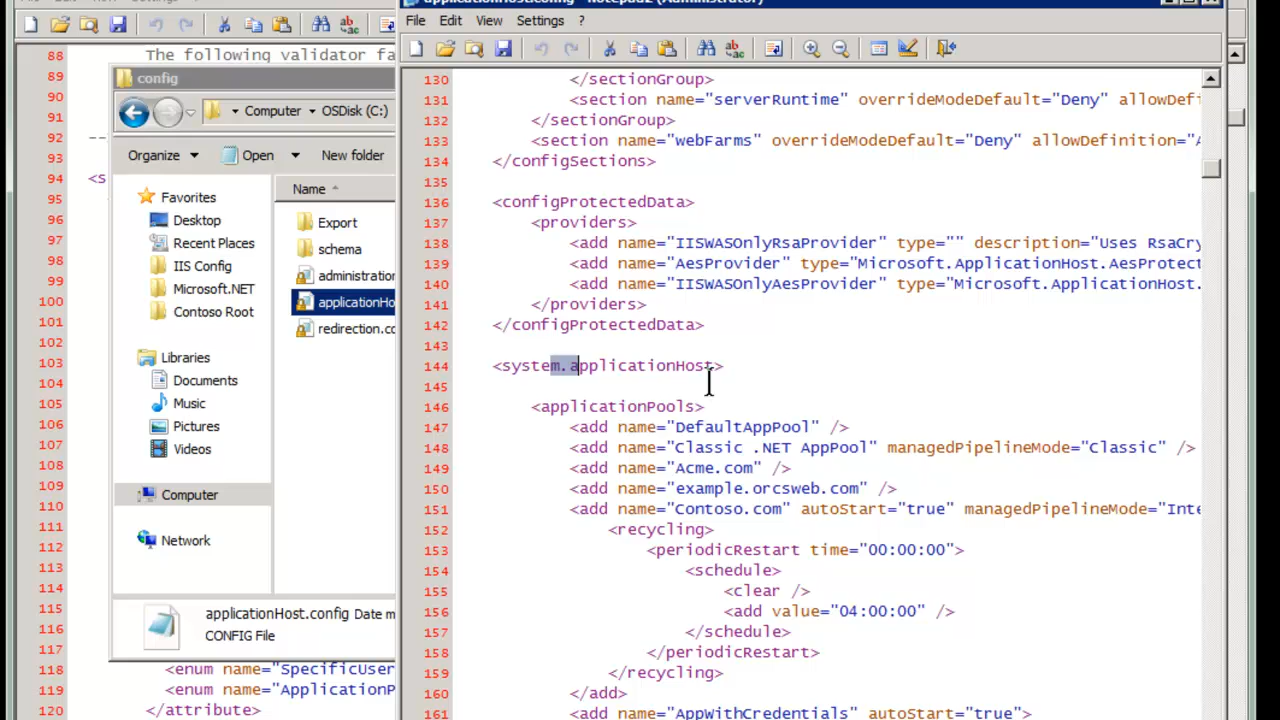 applicationHost.config - Notepad2 (Administrator)
File Edit View Settings ?
88 The following validator fa
89
90
91
92 --
93
94 <s
95
96
97
98
99
100
101
102
103
104
105
106
107
108
109
110
111
112
113
114
115
116
117
118 <enum name="SpecificUser
119 <enum name="ApplicationP
120 </attribute>
config
Computer OSDisk (C:)
Organize Open New folder
Favorites
Desktop
Recent Places
IIS Config
Microsoft.NET
Contoso Root
Libraries
Documents
Music
Pictures
Videos
Computer
Network
Name
Export
schema
administration
applicationHo
redirection.co
applicationHost.config Date m
CONFIG File
130 </sectionGroup>
131 <section name="serverRuntime" overrideModeDefault="Deny" allowDefi
132 </sectionGroup>
133 <section name="webFarms" overrideModeDefault="Deny" allowDefinition="A
134 </configSections>
135
136 <configProtectedData>
137 <providers>
138 <add name="IISWASOnlyRsaProvider" type="" description="Uses RsaCry
139 <add name="AesProvider" type="Microsoft.ApplicationHost.AesProtect
140 <add name="IISWASOnlyAesProvider" type="Microsoft.ApplicationHost.
141 </providers>
142 </configProtectedData>
143
144 <system.applicationHost>
145
146 <applicationPools>
147 <add name="DefaultAppPool" />
148 <add name="Classic .NET AppPool" managedPipelineMode="Classic" />
149 <add name="Acme.com" />
150 <add name="example.orcsweb.com" />
151 <add name="Contoso.com" autoStart="true" managedPipelineMode="Inte
152 <recycling>
153 <periodicRestart time="00:00:00">
154 <schedule>
155 <clear />
156 <add value="04:00:00" />
157 </schedule>
158 </periodicRestart>
159 </recycling>
160 </add>
161 <add name="AppWithCredentials" autoStart="true">